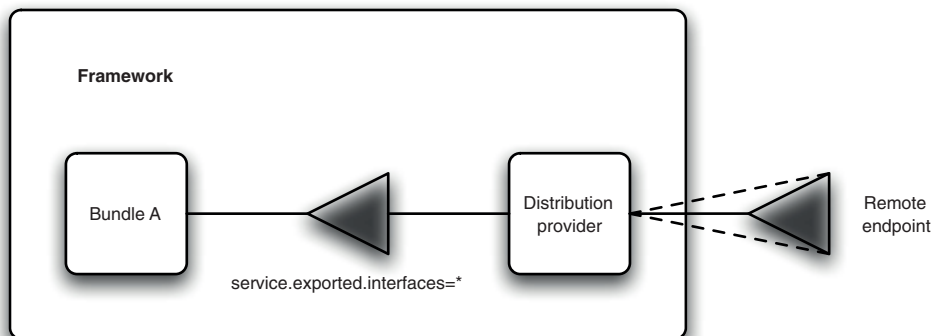 Framework
Bundle A
service.exported.interfaces=*
Distribution
provider
Remote
endpoint